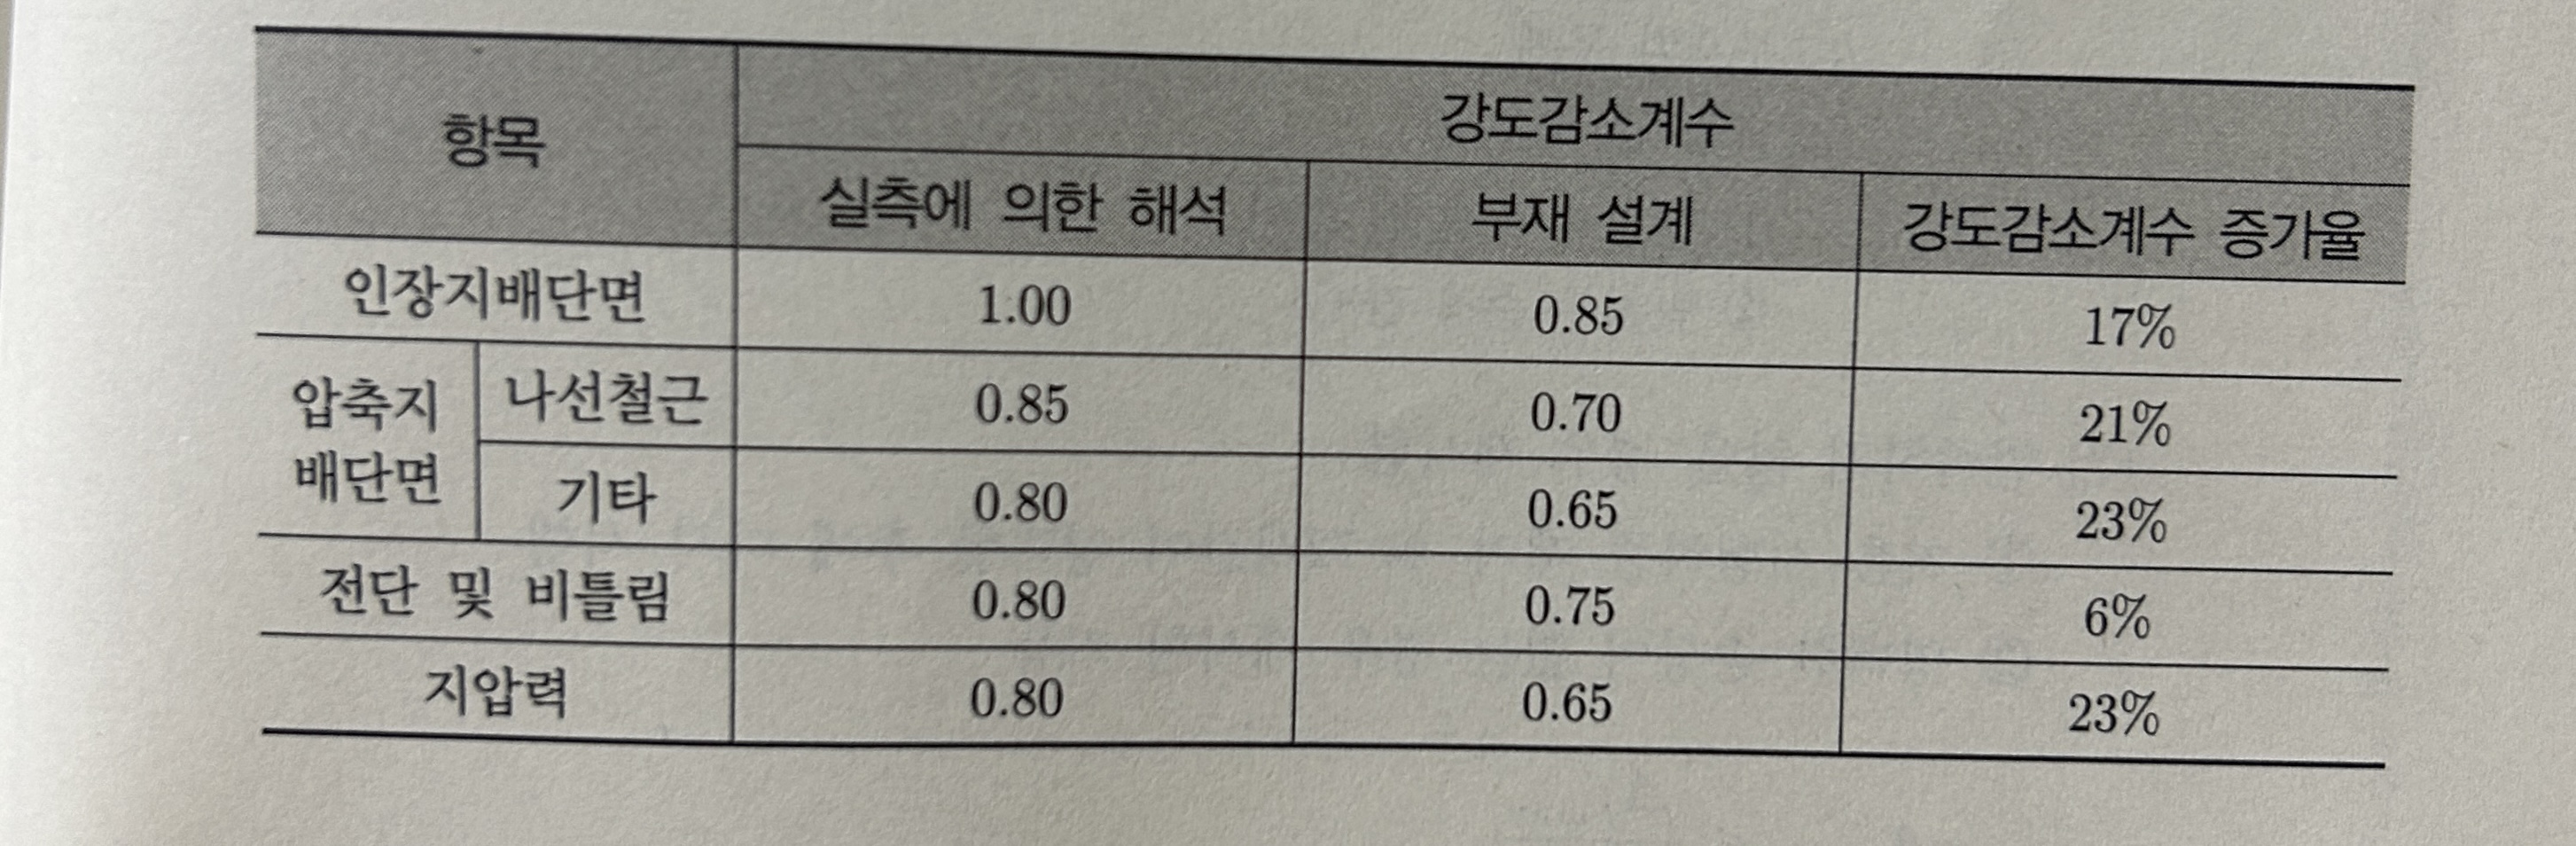 항목 강도감소계수
실측에 의한 해석 부재 설계 강도감소계수 증가율
인장지배단면 1.00 0.85 17%
압축지배단면 나선철근 0.85 0.70 21%
기타 0.80 0.65 23%
전단 및 비틀림 0.80 0.75 6%
지압력 0.80 0.65 23%